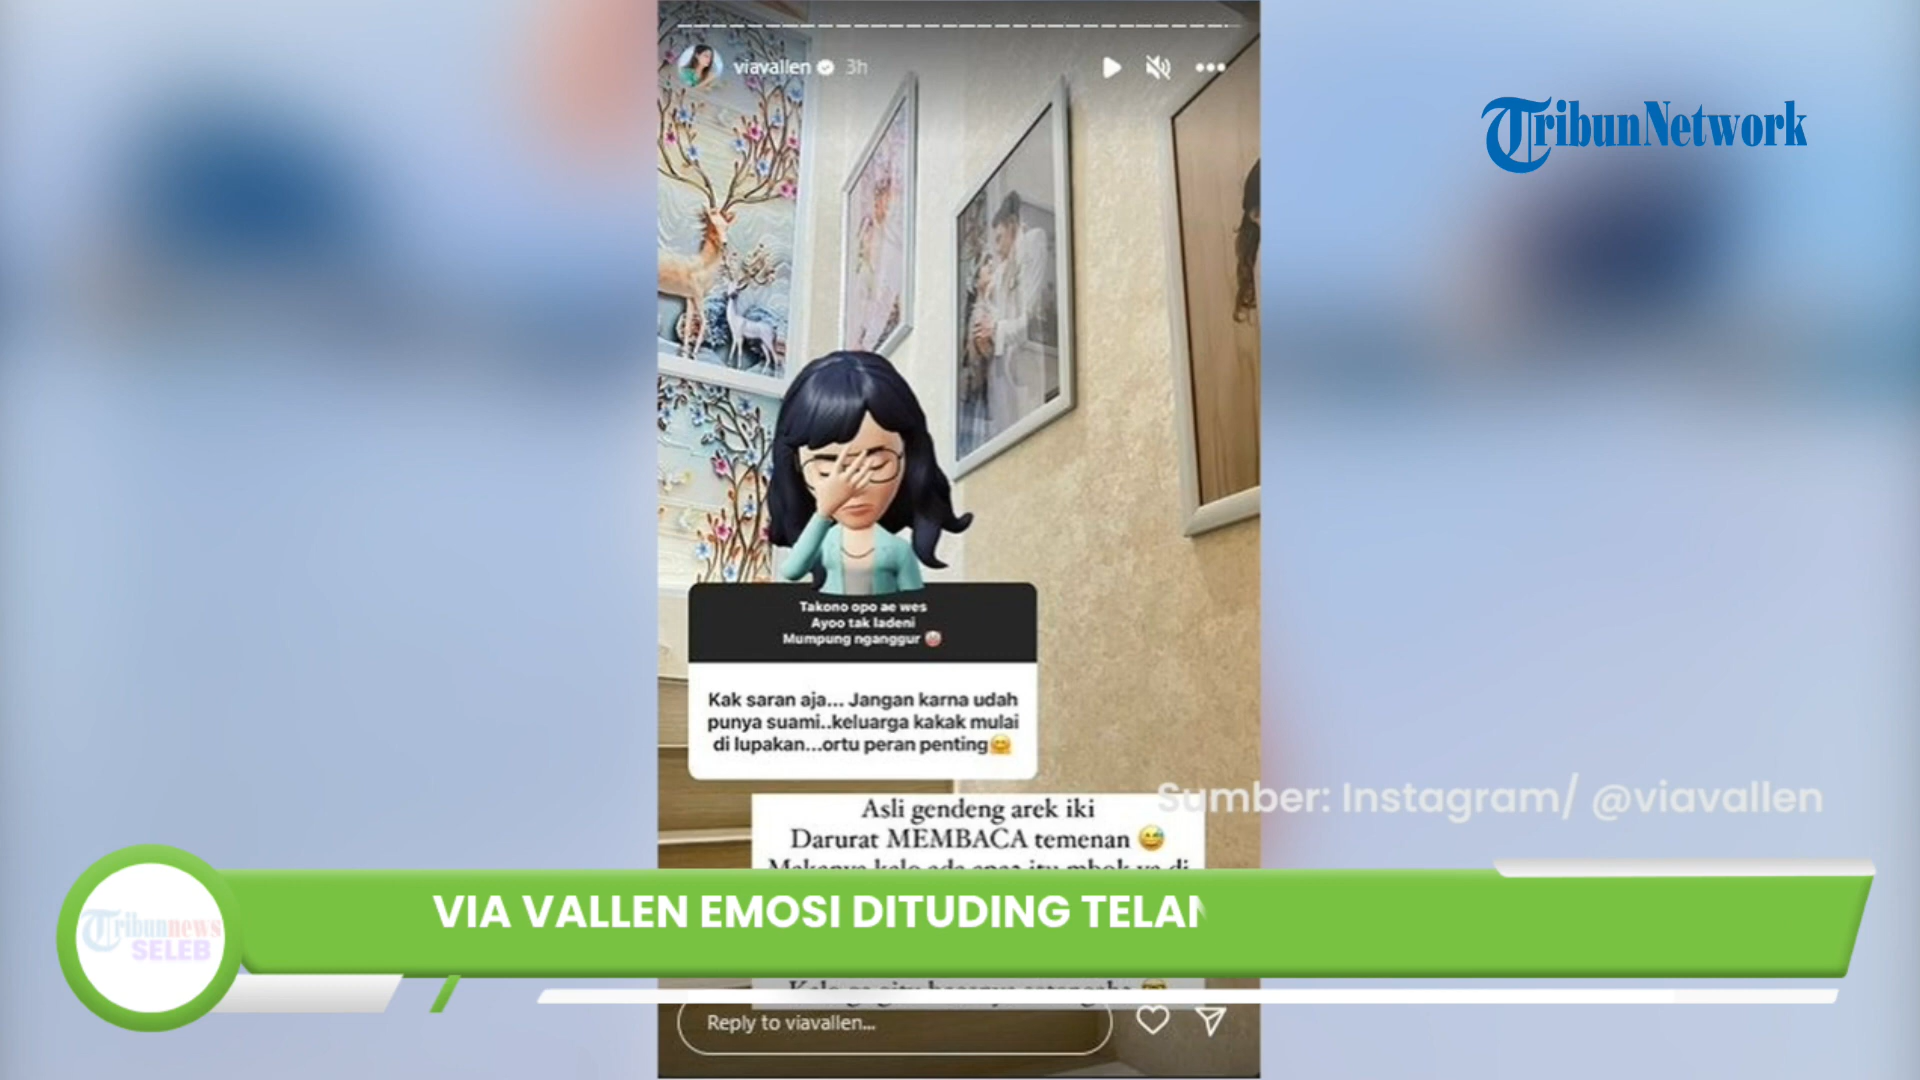 viavallen 3h
TribunNetwork
Takono opo ae wes
Ayoo tak ladeni
Mumpung nganggur
Kak saran aja... Jangan karna udah
punya suami..keluarga kakak mulai
di lupakan...ortu peran penting
Asli gendeng arek iki
Darurat MEMBACA temenan
Sumber: Instagram/ @viavallen
VIA VALLEN EMOSI DITUDING
Tribunnews
SELEB
Reply to viavallen...